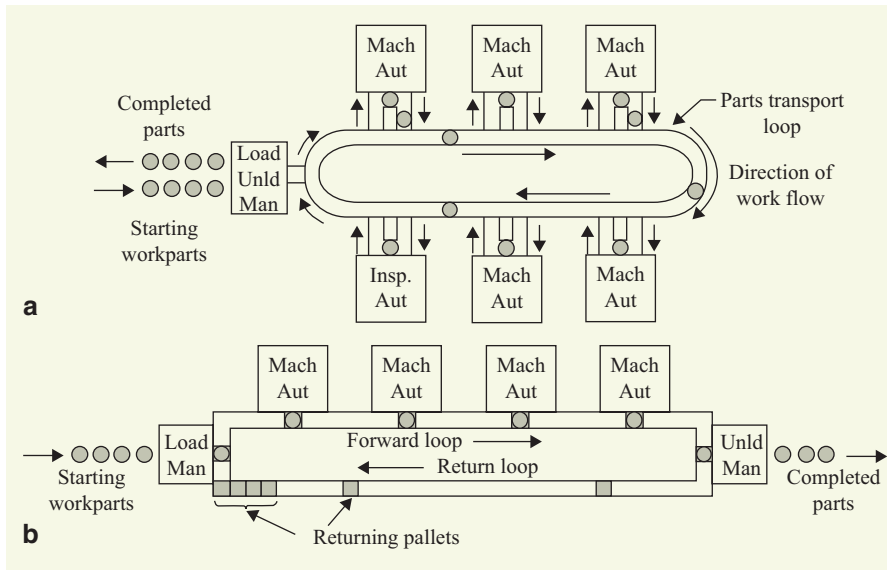 Mach
Aut
Mach
Aut
Mach
Aut
Completed
parts
Parts transport
loop
Load
Unld
Man
Direction of
work flow
Starting
workparts
Insp.
Aut
Mach
Aut
Mach
Aut
a
Mach
Aut
Mach
Aut
Mach
Aut
Mach
Aut
Load
Man
Forward loop
Return loop
Unld
Man
Starting
workparts
Completed
parts
Returning pallets
b